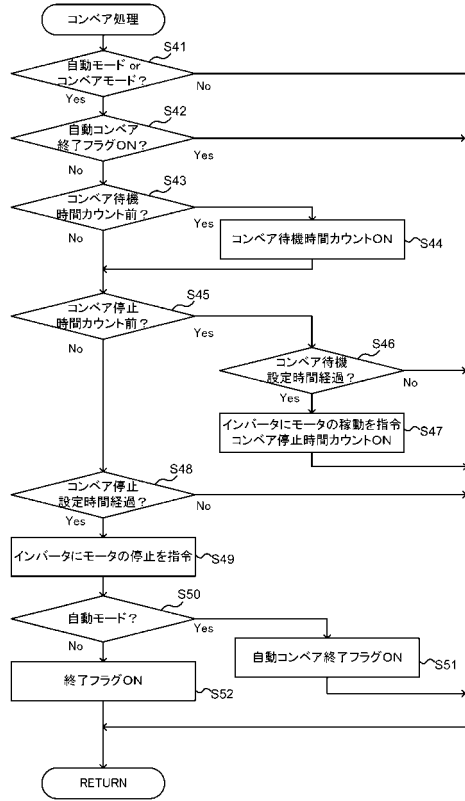 コンベア処理
S41
自動モード or
コンベアモード？
No
Yes
S42
自動コンベア
終了フラグON？
Yes
No
S43
コンベア待機
時間カウント前？
Yes
No
コンベア待機時間カウントON
S44
S45
コンベア停止
時間カウント前？
Yes
No
S46
コンベア待機
設定時間経過？
No
Yes
インバータにモータの稼動を指令
コンベア停止時間カウントON
S47
S48
コンベア停止
設定時間経過？
No
Yes
インバータにモータの停止を指令
S49
S50
自動モード？
Yes
No
自動コンベア終了フラグON
S51
終了フラグON
S52
RETURN